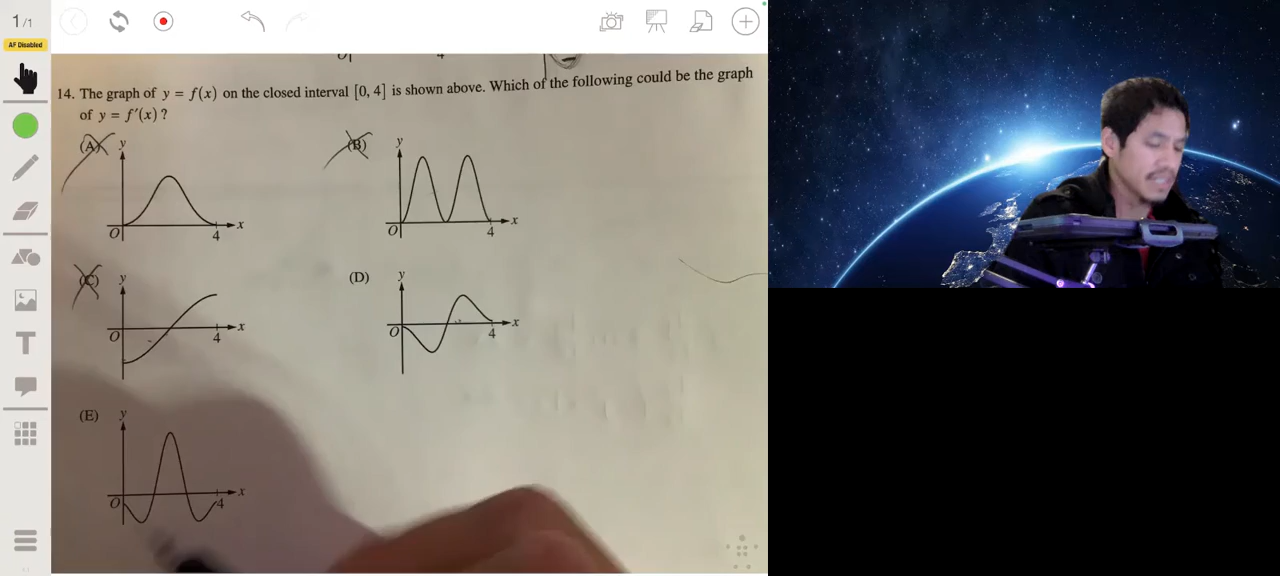 1/1
AF Disabled
14. The graph of y = f(x) on the closed interval [0, 4] is shown above. Which of the following could be the graph
of y = f′(x) ?
(A) y
O 4 x
(B) y
O 4 x
(C) y
O 4 x
(D) y
O 4 x
(E) y
O 4 x
T